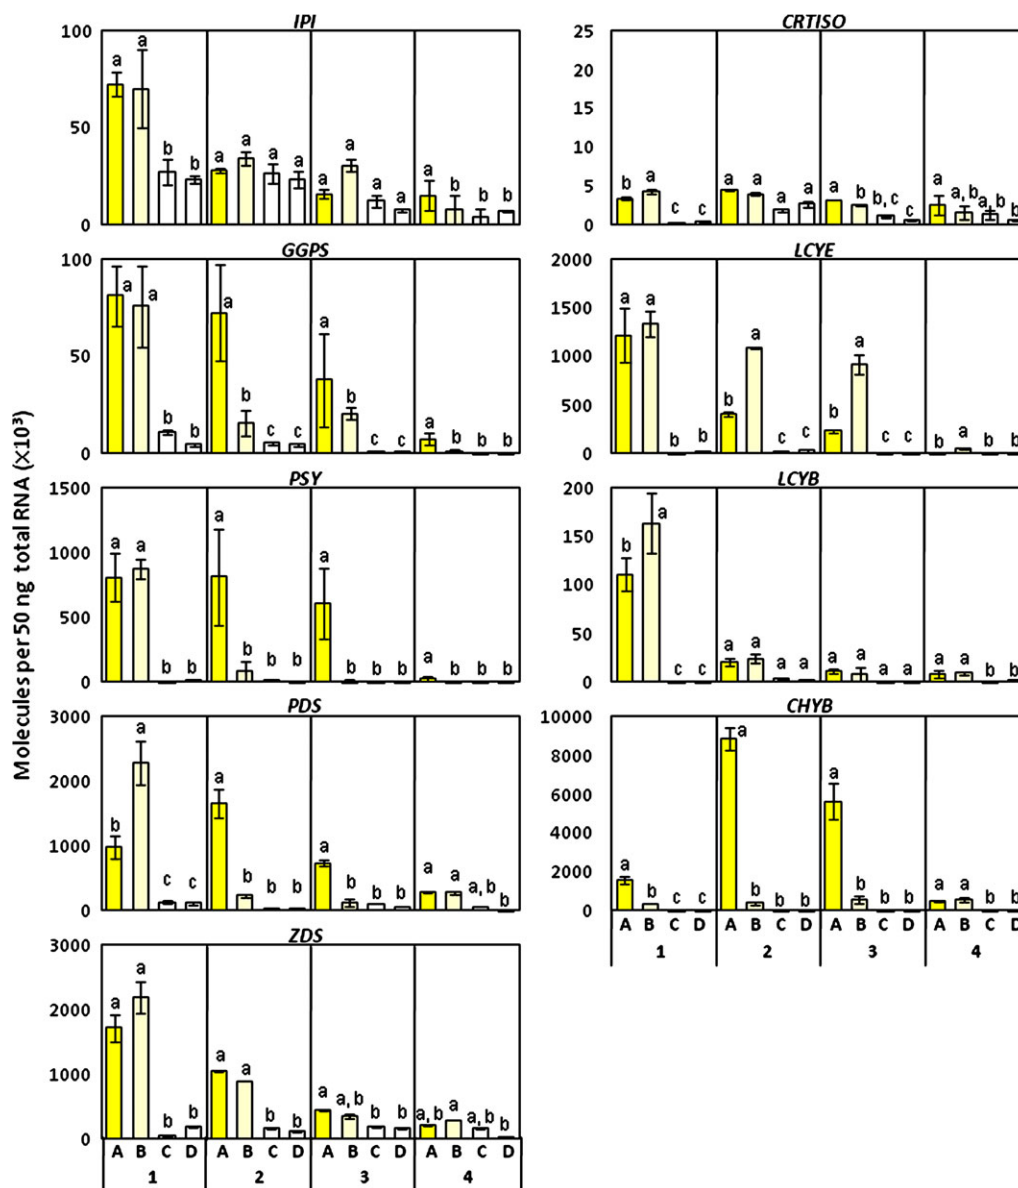 Molecules per 50 ng total RNA (×10³)
IPI
100
50
0
a a b b
a a a a
a a a a
a b b b
GGPS
100
50
0
a a b b
a b c c
a b c c
a b b b
PSY
1500
1000
500
0
a a b b
a b b b
a b b b
a b b b
PDS
3000
2000
1000
0
b a c c
a b b b
a b b b
a a a,b b
ZDS
3000
2000
1000
0
a a b b
a a b b
a a,b b b
a,b a a,b b
A B C D A B C D A B C D A B C D
1 2 3 4
CRTISO
25
20
15
10
5
0
b a c c
a a a a
a b b,c c
a a,b a,b b
LCYE
2000
1500
1000
500
0
a a b b
b a c c
b a c c
b a b b
LCYB
200
150
100
50
0
b a c c
a a a a
a a a a
a a b b
CHYB
10000
8000
6000
4000
2000
0
a b c c
a b b b
a b b b
a a b b
A B C D A B C D A B C D A B C D
1 2 3 4